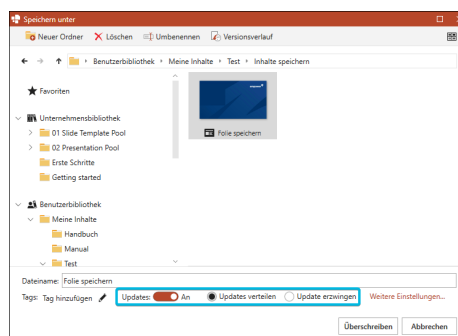 Speichern unter
Neuer Ordner Löschen Umbenennen Versionsverlauf
Benutzerbibliothek Meine Inhalte Test Inhalte speichern
Favoriten
Unternehmensbibliothek
01 Slide Template Pool
02 Presentation Pool
Erste Schritte
Getting started
Benutzerbibliothek
Meine Inhalte
Handbuch
Manual
Test
Folie speichern
Dateiname: Folie speichern
Tags: Tag hinzufügen Updates: An Updates verteilen Update erzwingen Weitere Einstellungen...
Überschreiben Abbrechen